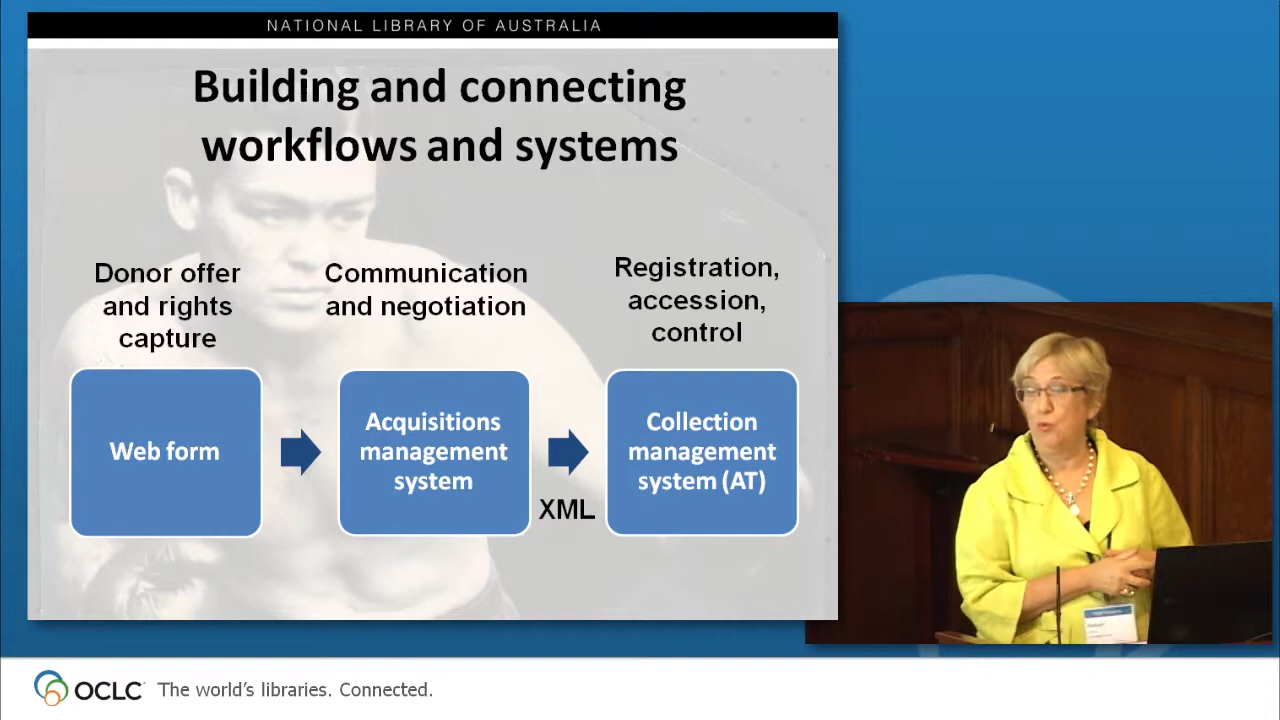 NATIONAL LIBRARY OF AUSTRALIA
Building and connecting
workflows and systems
Donor offer
and rights
capture
Communication
and negotiation
Registration,
accession,
control
Web form
Acquisitions
management
system
XML
Collection
management
system (AT)
OCLC
The world's libraries. Connected.